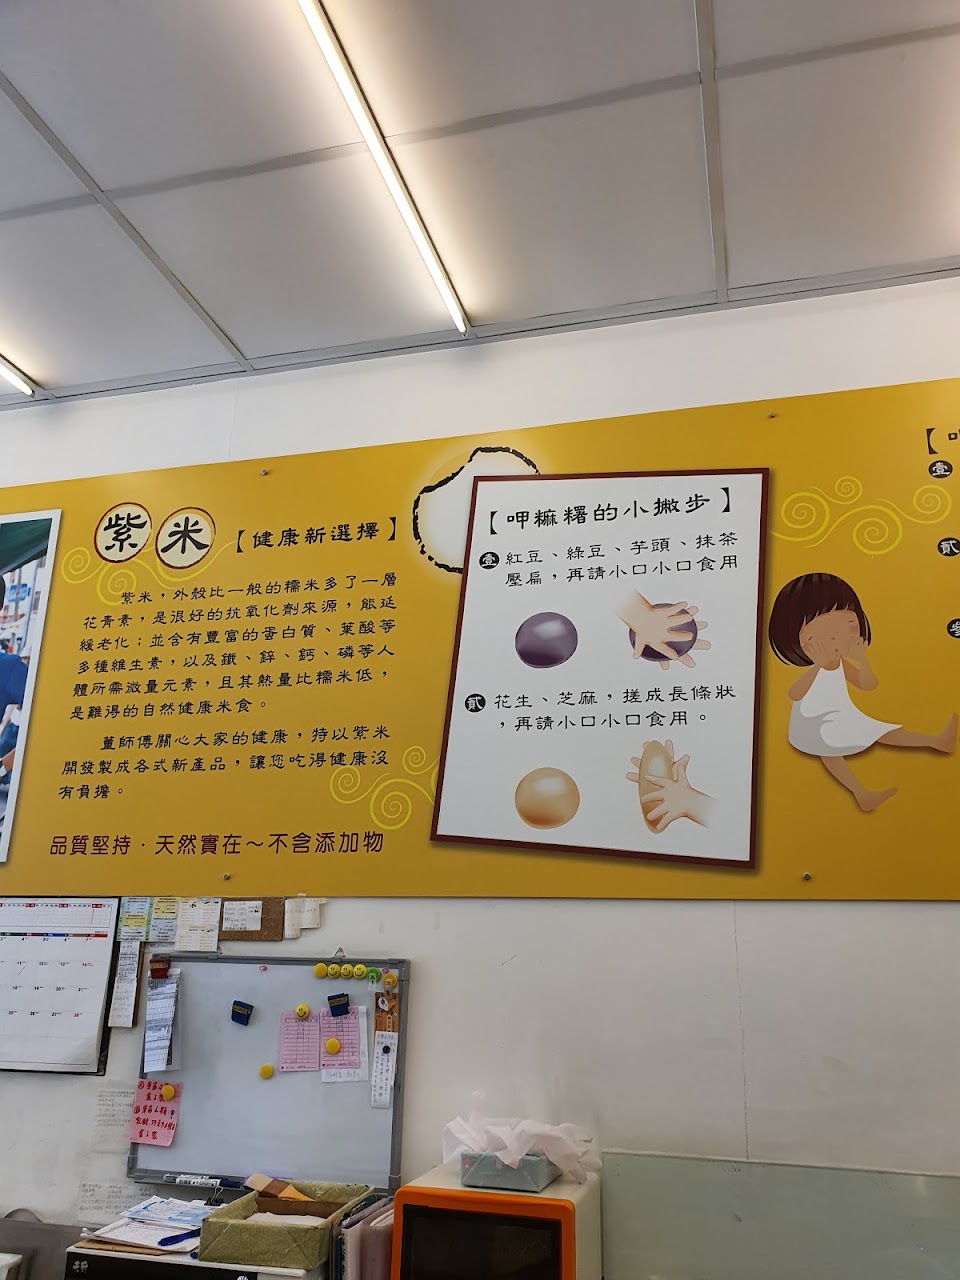 紫米【健康新選擇】
紫米，外殼比一般的糯米多了一層
花青素，是很好的抗氧化劑來源，能延
緩老化；並含有豐富的蛋白質、葉酸等
多種維生素，以及鐵、鋅、鈣、磷等人
體所需微量元素，且其熱量比糯米低，
是難得的自然健康米食。
薑師傅關心大家的健康，特以紫米
開發製成各式新產品，讓您吃得健康沒
有負擔。
品質堅持．天然實在～不含添加物
【呷糍糬的小撇步】
壹 紅豆、綠豆、芋頭、抹茶
壓扁，再請小口小口食用
貳 花生、芝麻，搓成長條狀
，再請小口小口食用。
【
壹
貳